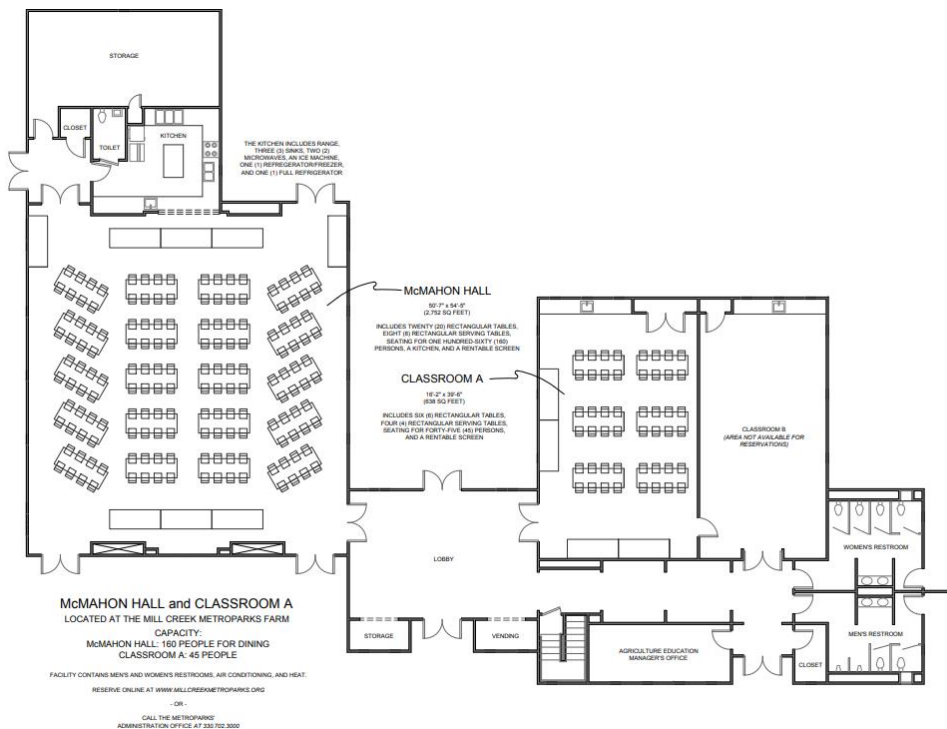 STORAGE
CLOSET
TOILET
KITCHEN
THE KITCHEN INCLUDES RANGE,
THREE (3) SINKS, TWO (2)
MICROWAVES, AN ICE MACHINE,
ONE (1) REFREGERATOR/FREEZER,
AND ONE (1) FULL REFRIGERATOR
McMAHON HALL
50'-7" x 54'-5"
(2,752 SQ FEET)
INCLUDES TWENTY (20) RECTANGULAR TABLES,
EIGHT (8) RECTANGULAR SERVING TABLES,
SEATING FOR ONE HUNDRED-SIXTY (160)
PERSONS, A KITCHEN, AND A RENTABLE SCREEN
CLASSROOM A
16'-2" x 39'-6"
(638 SQ FEET)
INCLUDES SIX (6) RECTANGULAR TABLES,
FOUR (4) RECTANGULAR SERVING TABLES,
SEATING FOR FORTY-FIVE (45) PERSONS,
AND A RENTABLE SCREEN
CLASSROOM B
(AREA NOT AVAILABLE FOR
RESERVATIONS)
LOBBY
WOMEN'S RESTROOM
MEN'S RESTROOM
STORAGE
VENDING
AGRICULTURE EDUCATION
MANAGER'S OFFICE
CLOSET
McMAHON HALL and CLASSROOM A
LOCATED AT THE MILL CREEK METROPARKS FARM
CAPACITY:
McMAHON HALL: 160 PEOPLE FOR DINING
CLASSROOM A: 45 PEOPLE
FACILITY CONTAINS MEN'S AND WOMEN'S RESTROOMS, AIR CONDITIONING, AND HEAT.
RESERVE ONLINE AT WWW.MILLCREEKMETROPARKS.ORG
- OR -
CALL THE METROPARKS'
ADMINISTRATION OFFICE AT 330.702.3000